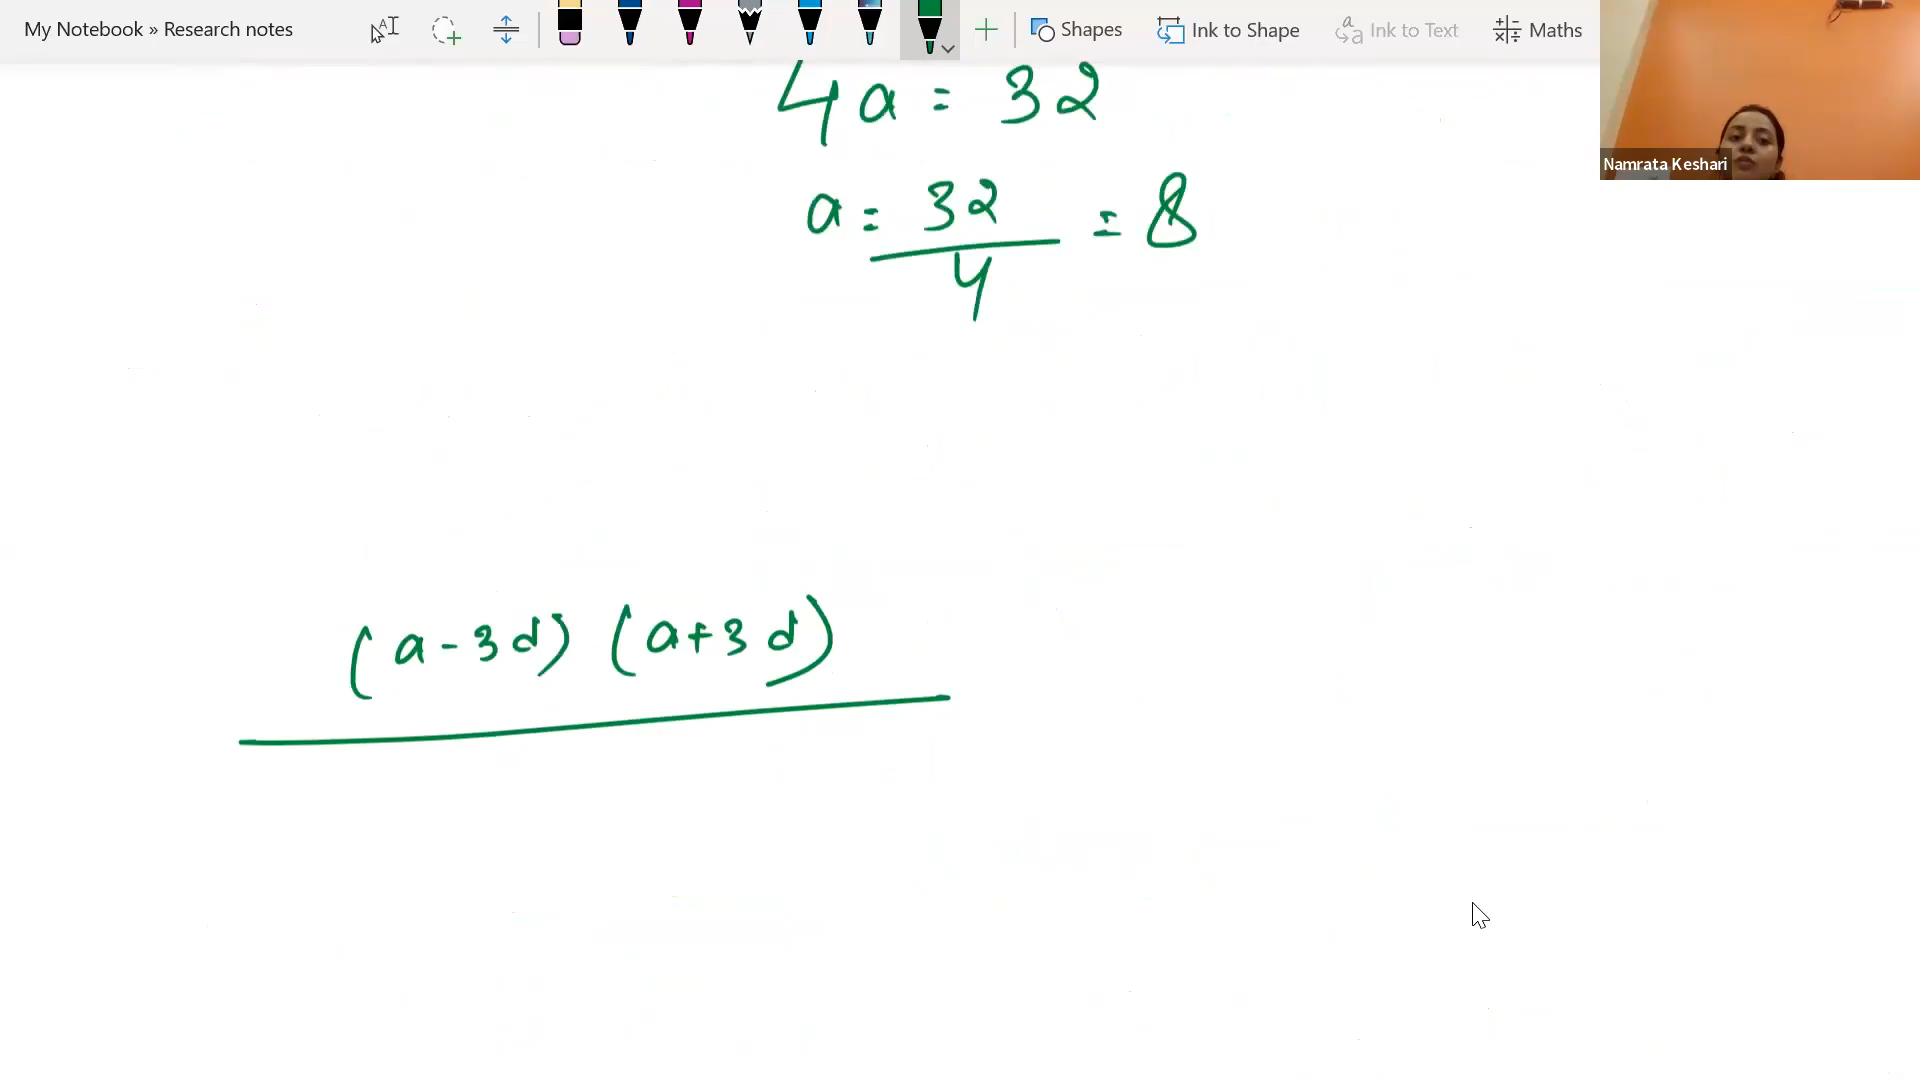 My Notebook » Research notes
Shapes
Ink to Shape
Ink to Text
Maths
Namrata Keshari
4a = 32
a = 32/4 = 8
(a-3d) (a+3d)